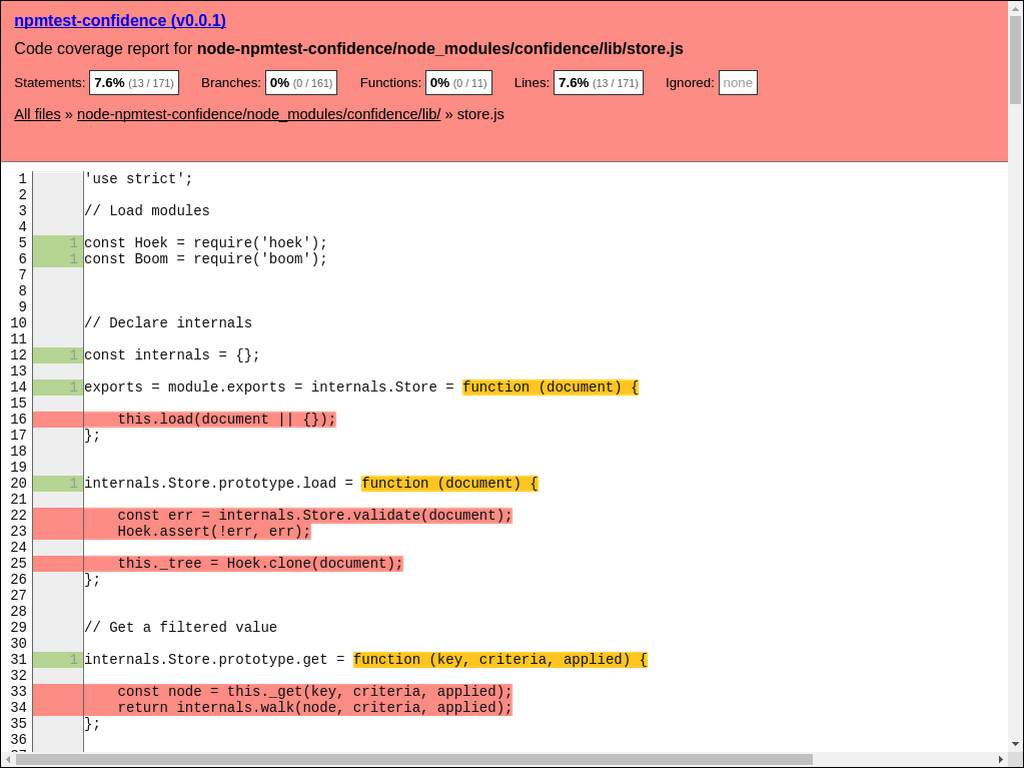 npmtest-confidence (v0.0.1)
Code coverage report for node-npmtest-confidence/node_modules/confidence/lib/store.js
Statements: 7.6% (13 / 171) Branches: 0% (0 / 161) Functions: 0% (0 / 11) Lines: 7.6% (13 / 171) Ignored: none
All files » node-npmtest-confidence/node_modules/confidence/lib/ » store.js
1 'use strict';
2
3 // Load modules
4
5 1 const Hoek = require('hoek');
6 1 const Boom = require('boom');
7
8
9
10 // Declare internals
11
12 1 const internals = {};
13
14 1 exports = module.exports = internals.Store = function (document) {
15
16     this.load(document || {});
17 };
18
19
20 1 internals.Store.prototype.load = function (document) {
21
22     const err = internals.Store.validate(document);
23     Hoek.assert(!err, err);
24
25     this._tree = Hoek.clone(document);
26 };
27
28
29 // Get a filtered value
30
31 1 internals.Store.prototype.get = function (key, criteria, applied) {
32
33     const node = this._get(key, criteria, applied);
34     return internals.walk(node, criteria, applied);
35 };
36